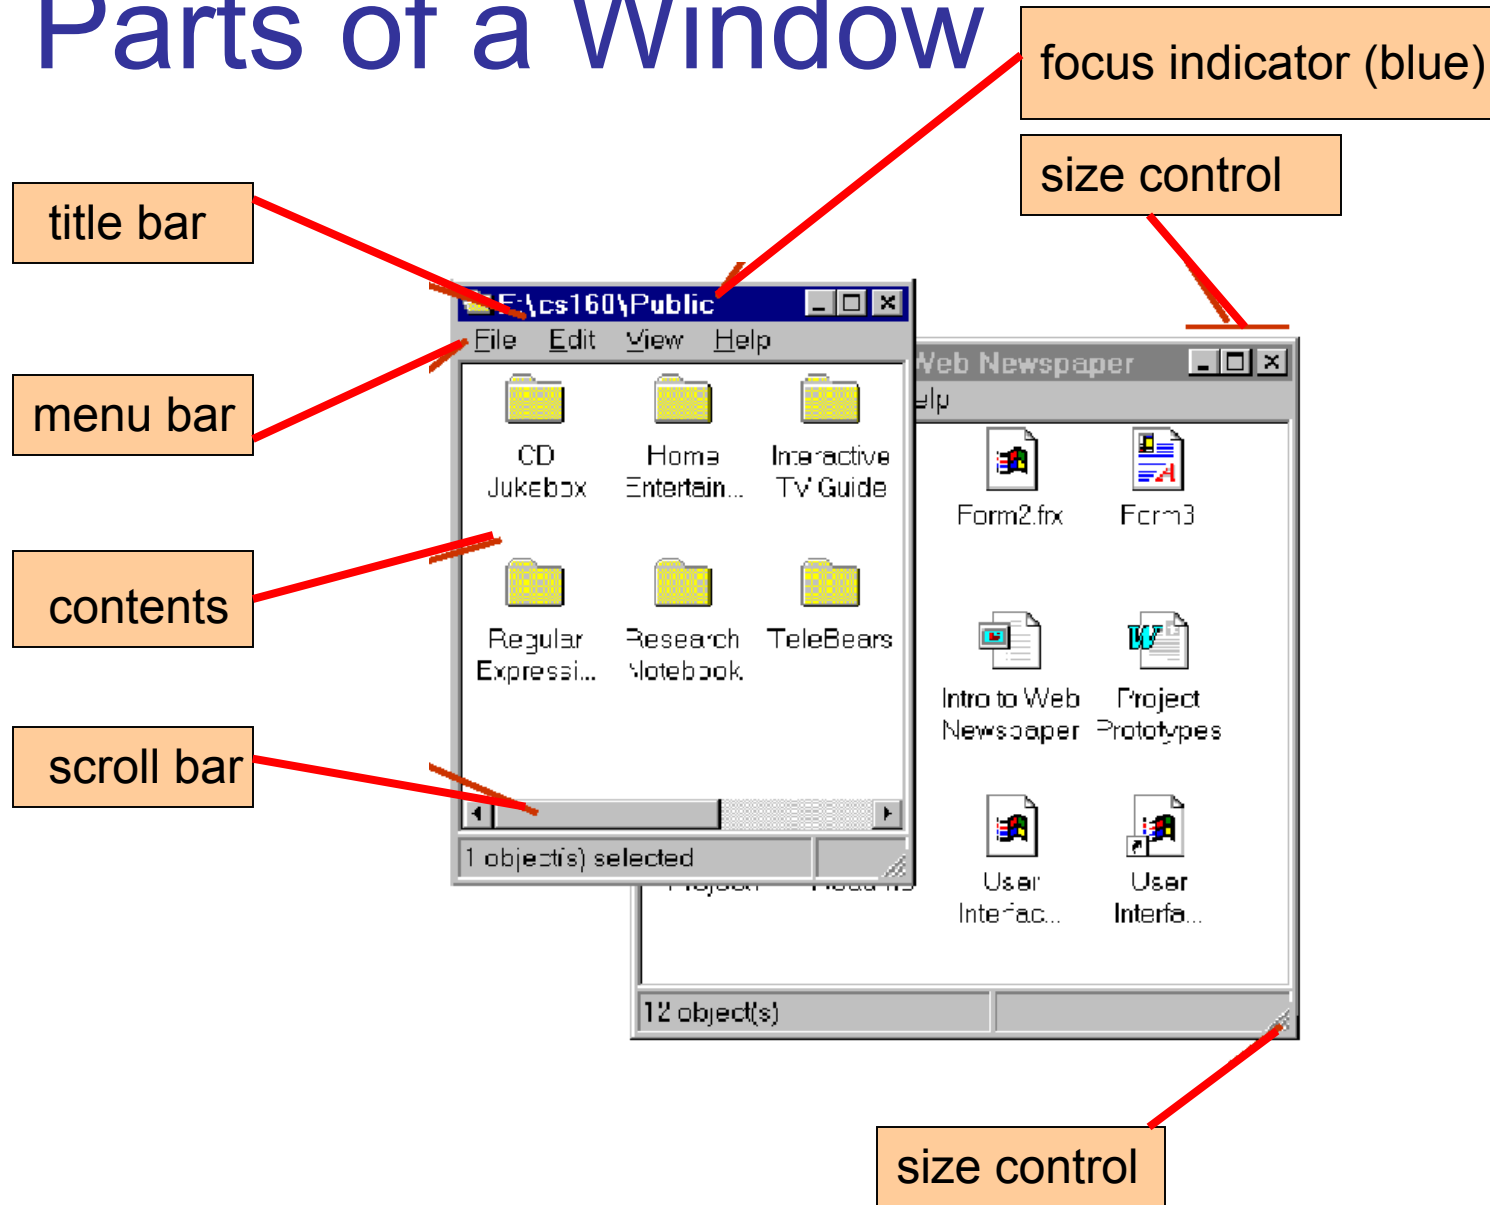 Parts of a Window
focus indicator (blue)
size control
title bar
E:\cs160\Public
File Edit View Help
menu bar
Web Newspaper
elp
CD
Jukebox
Home
Entertain...
Interactive
TV Guide
Form2.frx
Form3
contents
Regular
Expressi...
Research
Notebook
TeleBears
Intro to Web
Newspaper
Project
Prototypes
scroll bar
1 object(s) selected
User
Interfac...
User
Interfa...
12 object(s)
size control